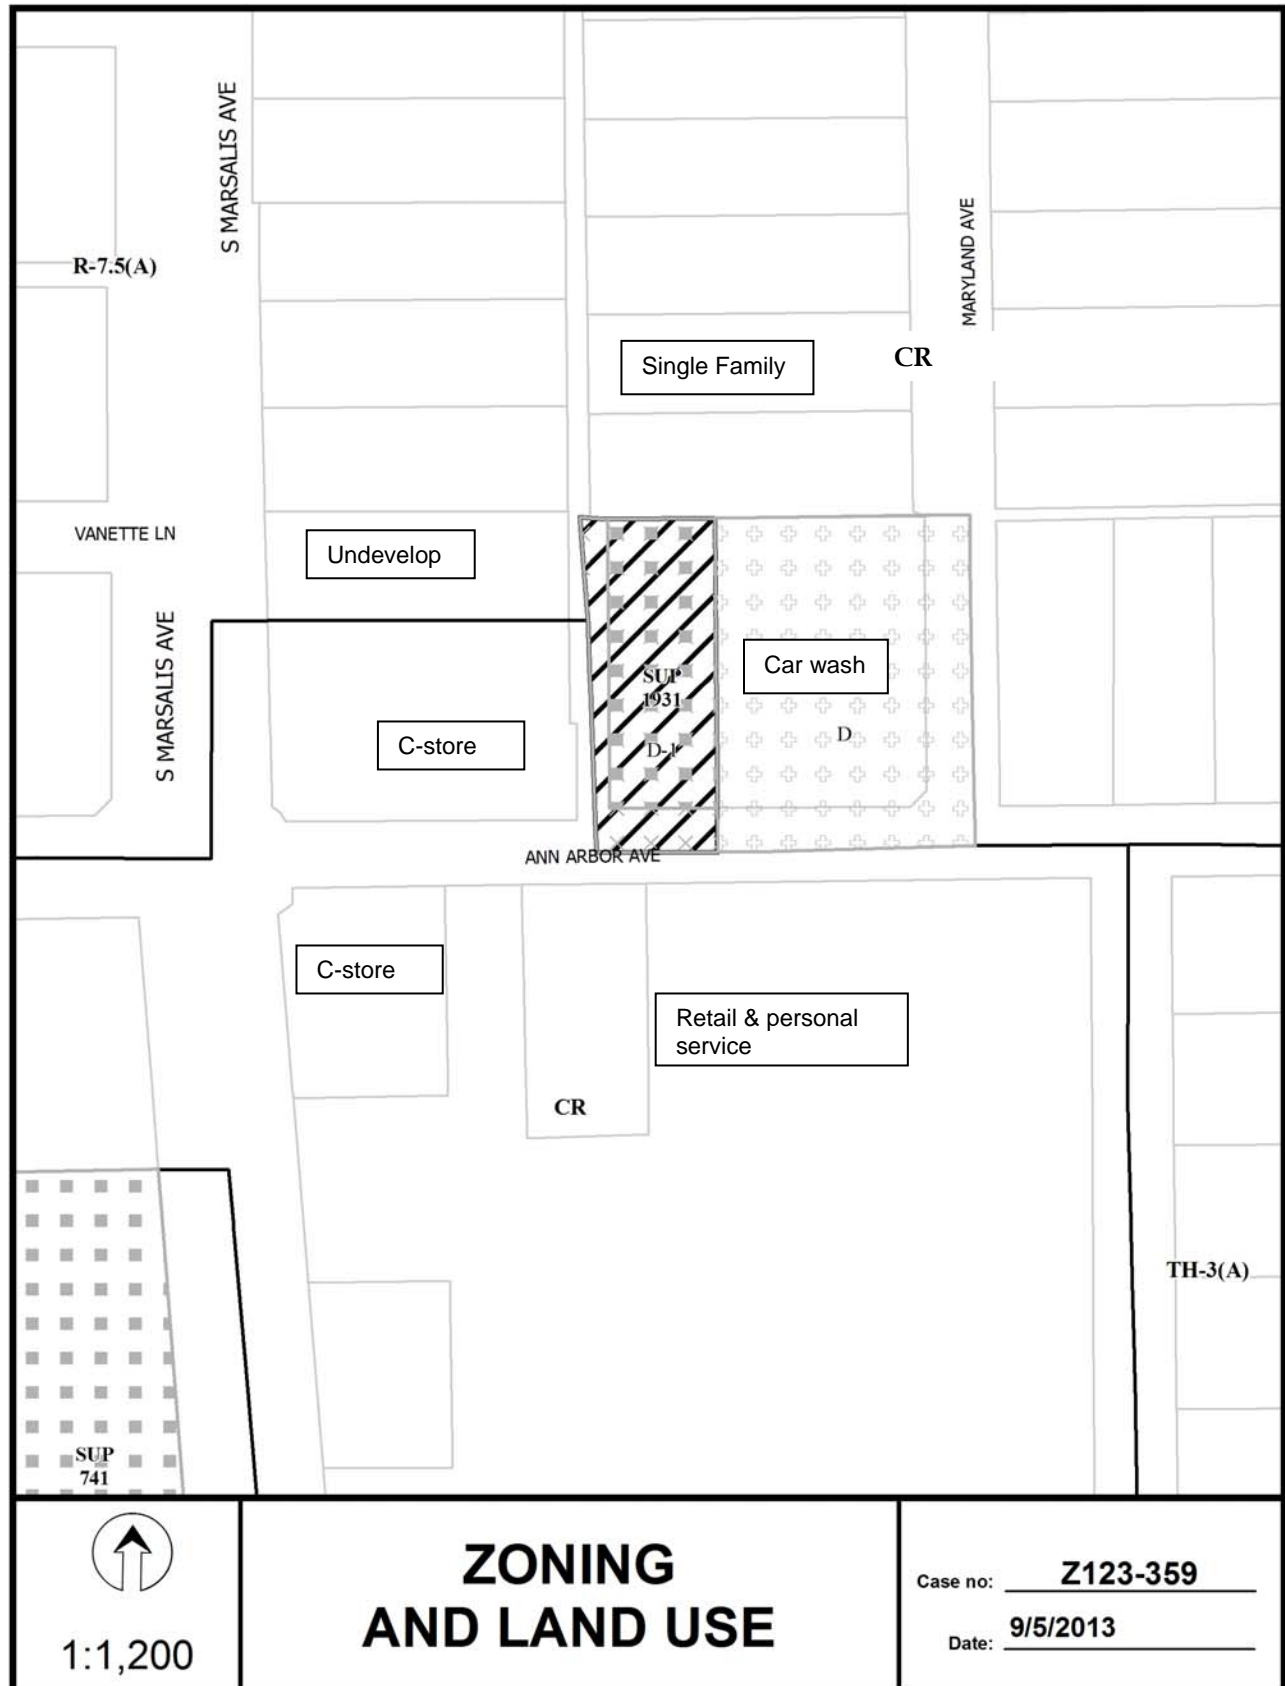 S MARSALIS AVE
MARYLAND AVE
R-7.5(A)
Single Family
CR
VANETTE LN
Undevelop
S MARSALIS AVE
Car wash
SUP
1931
C-store
D-1
D
ANN ARBOR AVE
C-store
Retail & personal
service
CR
TH-3(A)
SUP
741
1:1,200
ZONING
AND LAND USE
Case no: Z123-359
Date: 9/5/2013